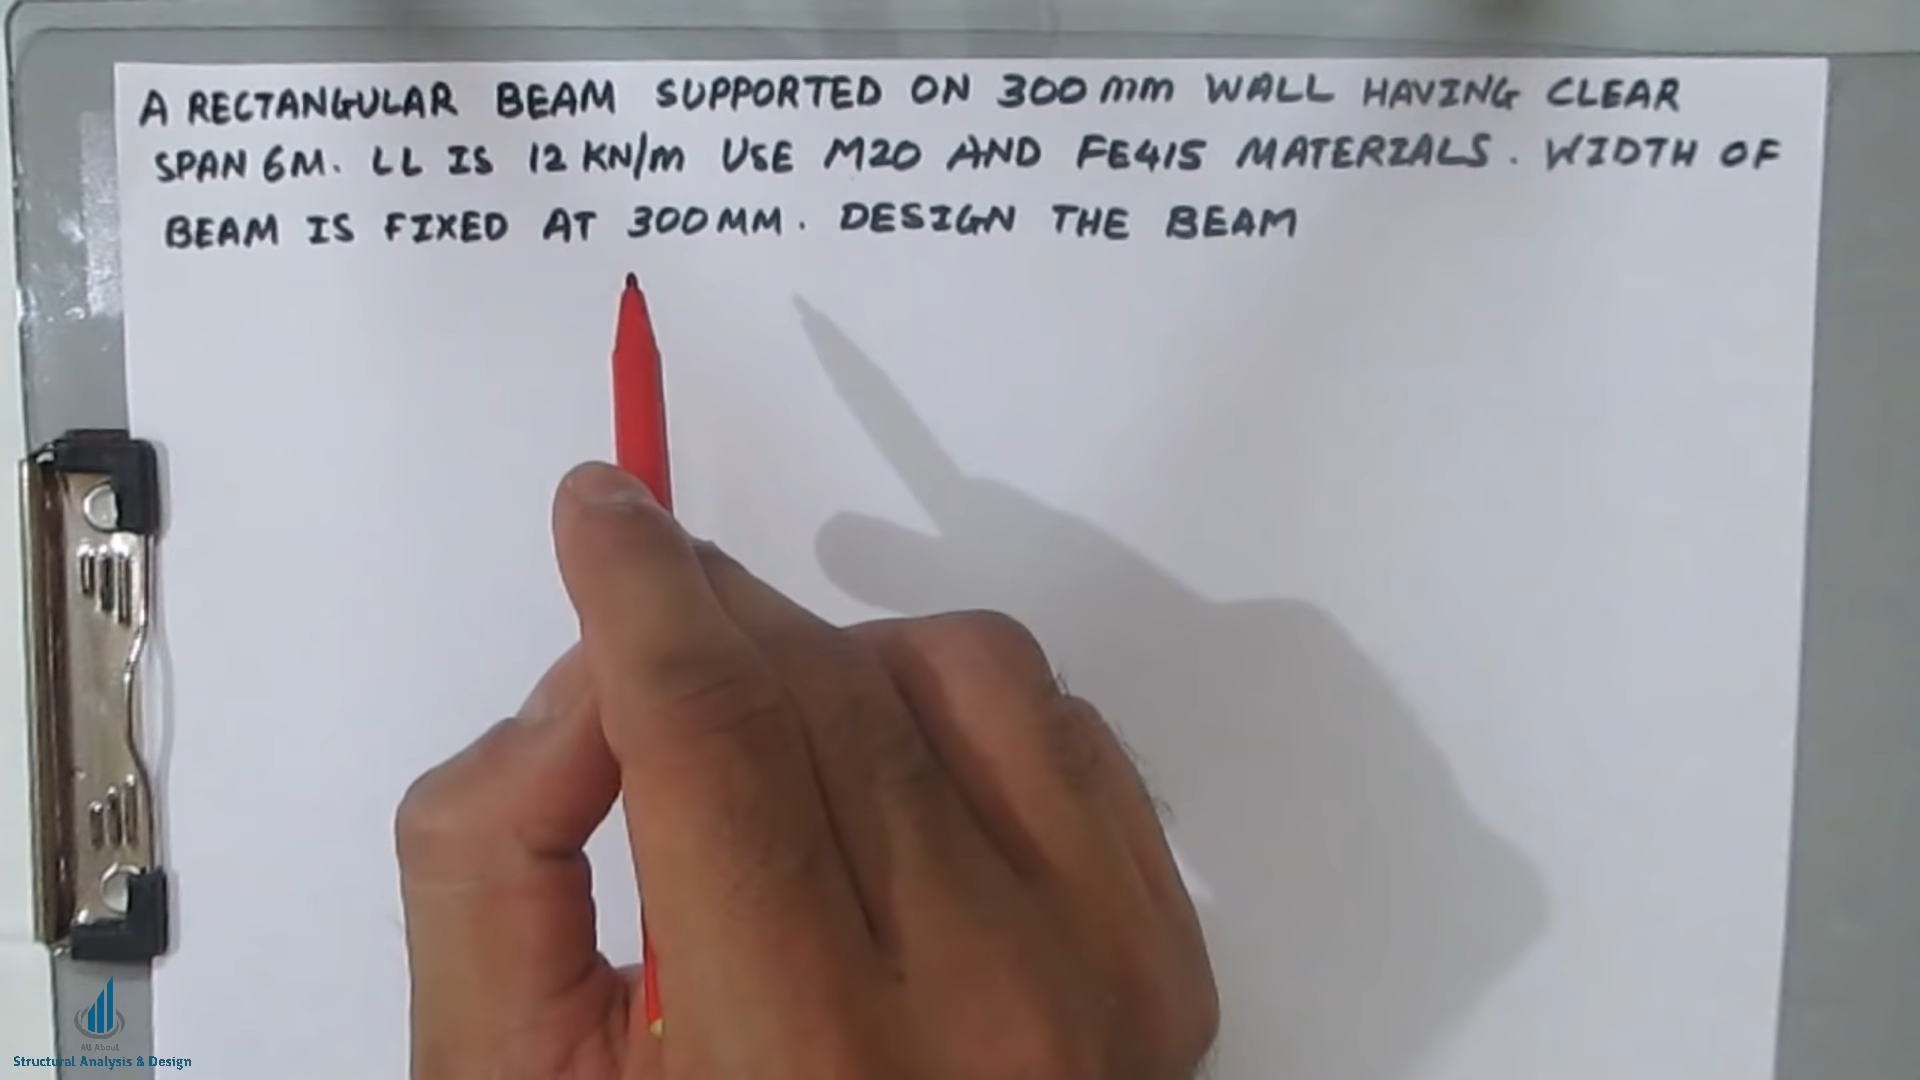 A RECTANGULAR BEAM SUPPORTED ON 300 mm WALL HAVING CLEAR
SPAN 6M. LL IS 12 KN/m USE M20 AND FE415 MATERIALS. WIDTH OF
BEAM IS FIXED AT 300MM. DESIGN THE BEAM
All About
Structural Analysis & Design